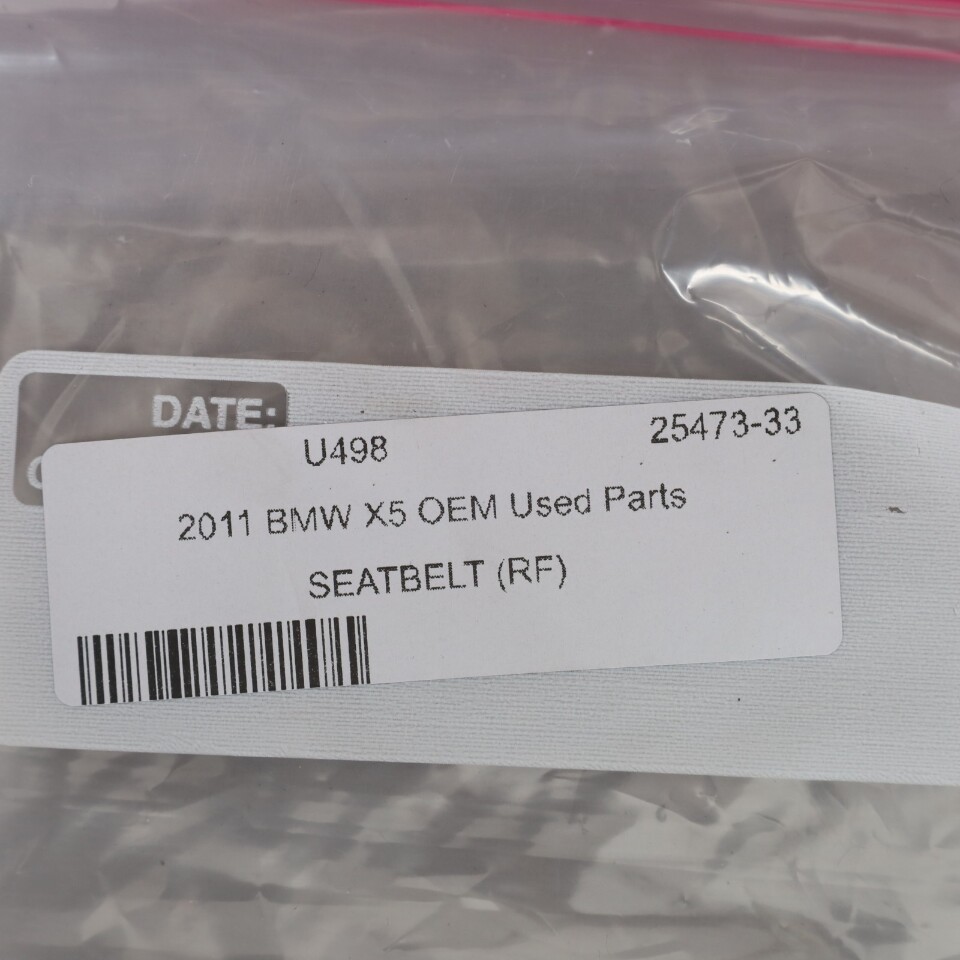 DATE:
U498 25473-33
2011 BMW X5 OEM Used Parts
SEATBELT (RF)